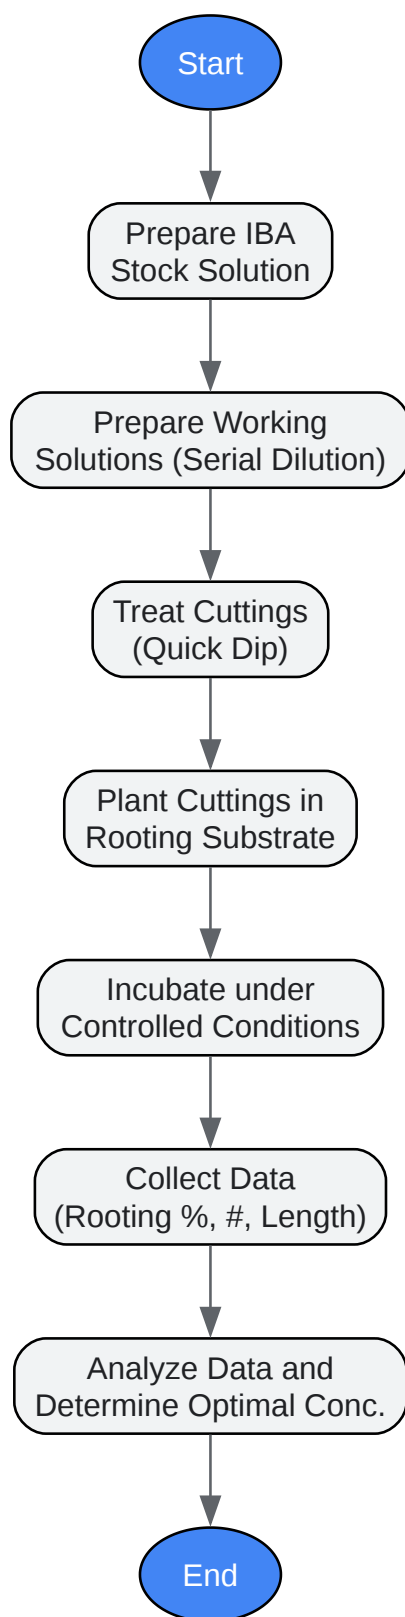 Start
Prepare IBA
Stock Solution
Prepare Working
Solutions (Serial Dilution)
Treat Cuttings
(Quick Dip)
Plant Cuttings in
Rooting Substrate
Incubate under
Controlled Conditions
Collect Data
(Rooting %, #, Length)
Analyze Data and
Determine Optimal Conc.
End